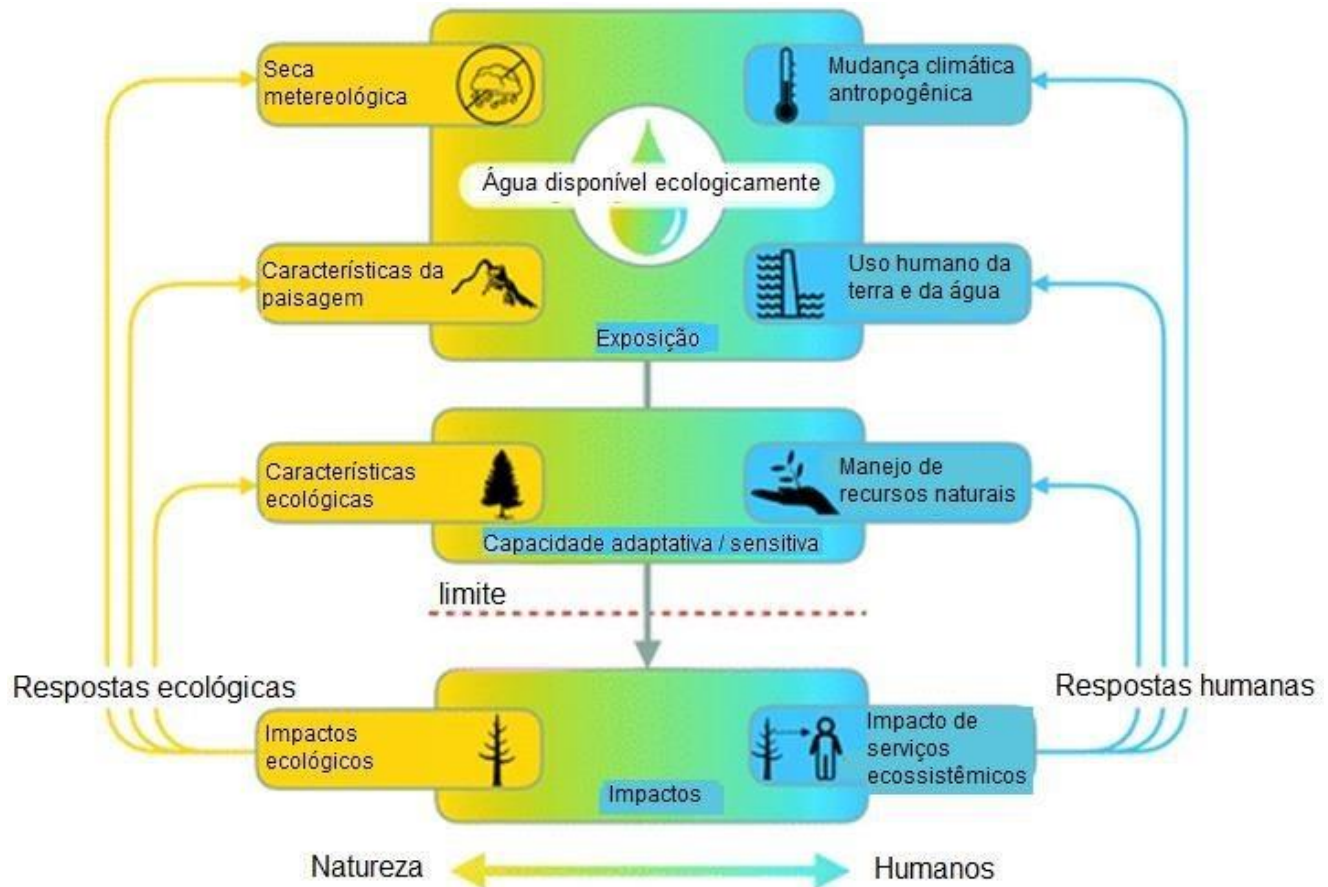 Seca
metereológica
Mudança climática
antropogênica
Água disponível ecologicamente
Características da
paisagem
Uso humano da
terra e da água
Exposição
Características
ecológicas
Manejo de
recursos naturais
Capacidade adaptativa / sensitiva
limite
Respostas ecológicas
Respostas humanas
Impactos
ecológicos
Impacto de
serviços
ecossistêmicos
Impactos
Natureza
Humanos